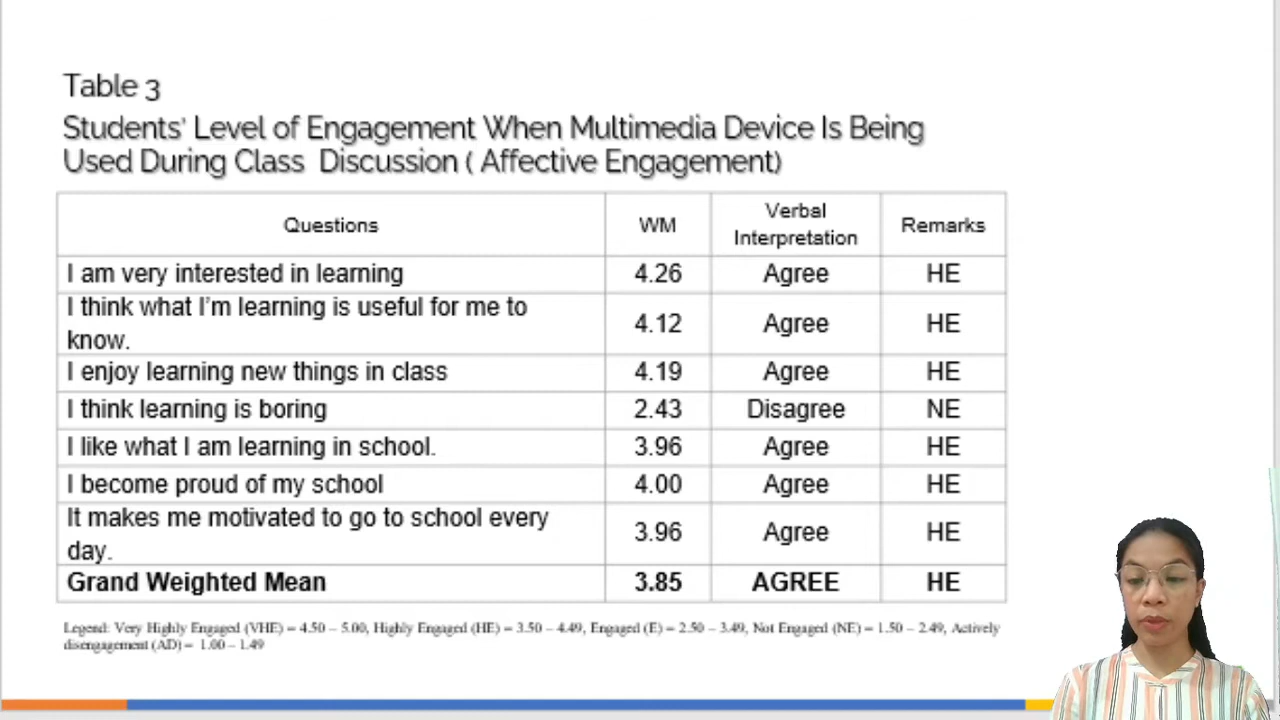 Table 3
Students' Level of Engagement When Multimedia Device Is Being
Used During Class Discussion ( Affective Engagement)
Questions WM Verbal Interpretation Remarks
I am very interested in learning 4.26 Agree HE
I think what I'm learning is useful for me to
know. 4.12 Agree HE
I enjoy learning new things in class 4.19 Agree HE
I think learning is boring 2.43 Disagree NE
I like what I am learning in school. 3.96 Agree HE
I become proud of my school 4.00 Agree HE
It makes me motivated to go to school every
day. 3.96 Agree HE
Grand Weighted Mean 3.85 AGREE HE
Legend: Very Highly Engaged (VHE) = 4.50 – 5.00, Highly Engaged (HE) = 3.50 – 4.49, Engaged (E) = 2.50 – 3.49, Not Engaged (NE) = 1.50 – 2.49, Actively
disengagement (AD) = 1.00 – 1.49